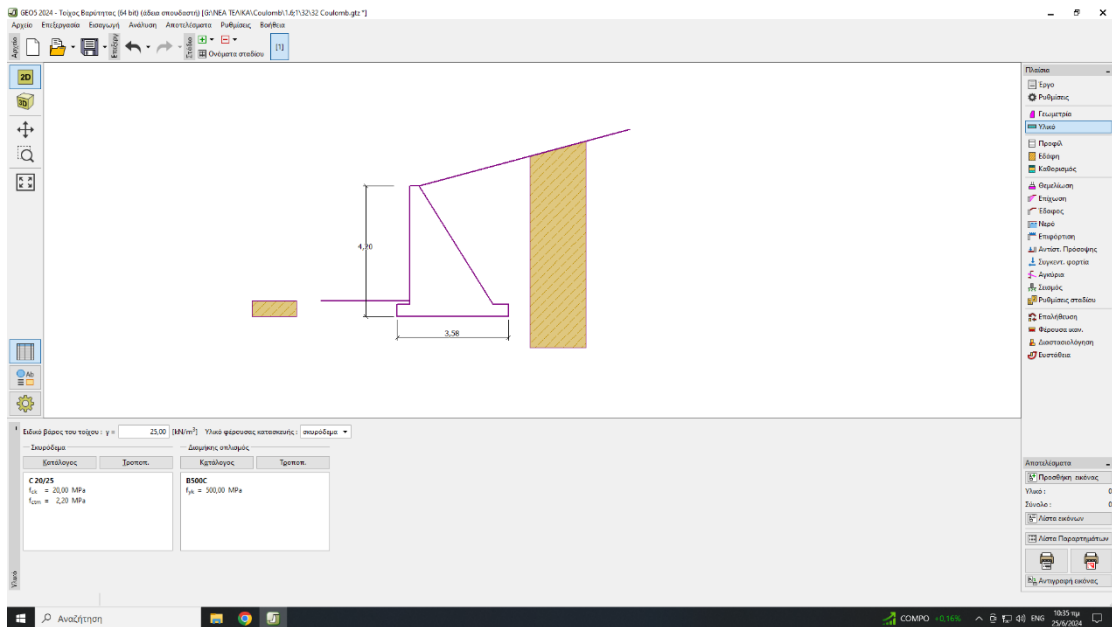 GEO5 2024 - Τοίχος Βαρύτητας (64 bit) (άδεια σπουδαστή) [G:\ΝΕΑ ΤΕΛΙΚΑ\Coulomb\1.6;1\32\32 Coulomb.gtz *]
Αρχείο Επεξεργασία Εισαγωγή Ανάλυση Αποτελέσματα Ρυθμίσεις Βοήθεια
Αρχείο
Επεξεργ
Στάδιο
Ονόματα σταδίου
[1]
2D
3D
4,20
3,58
Πλαίσιο
Έργο
Ρυθμίσεις
Γεωμετρία
Υλικό
Προφίλ
Εδάφη
Καθορισμός
Θεμελίωση
Επίχωση
Έδαφος
Νερό
Επιφόρτιση
Αντίστ. Πρόσοψης
Συγκεντ. φορτία
Αγκύρια
Σεισμός
Ρυθμίσεις σταδίου
Επαλήθευση
Φέρουσα ικαν.
Διαστασιολόγηση
Ευστάθεια
Ειδικό βάρος του τοίχου : γ = 25,00 [kN/m³] Υλικό φέρουσας κατασκευής : σκυρόδεμα
Σκυρόδεμα
Κατάλογος Τροποπ.
C 20/25
fck = 20,00 MPa
fctm = 2,20 MPa
Διαμήκης οπλισμός
Κατάλογος Τροποπ.
B500C
fyk = 500,00 MPa
Υλικό
Αποτελέσματα
Προσθήκη εικόνας
Υλικό : 0
Σύνολο : 0
Λίστα εικόνων
Λίστα Παραρτημάτων
Αντιγραφή εικόνας
Αναζήτηση
COMPO +0,16%
ENG
10:35 πμ
25/6/2024